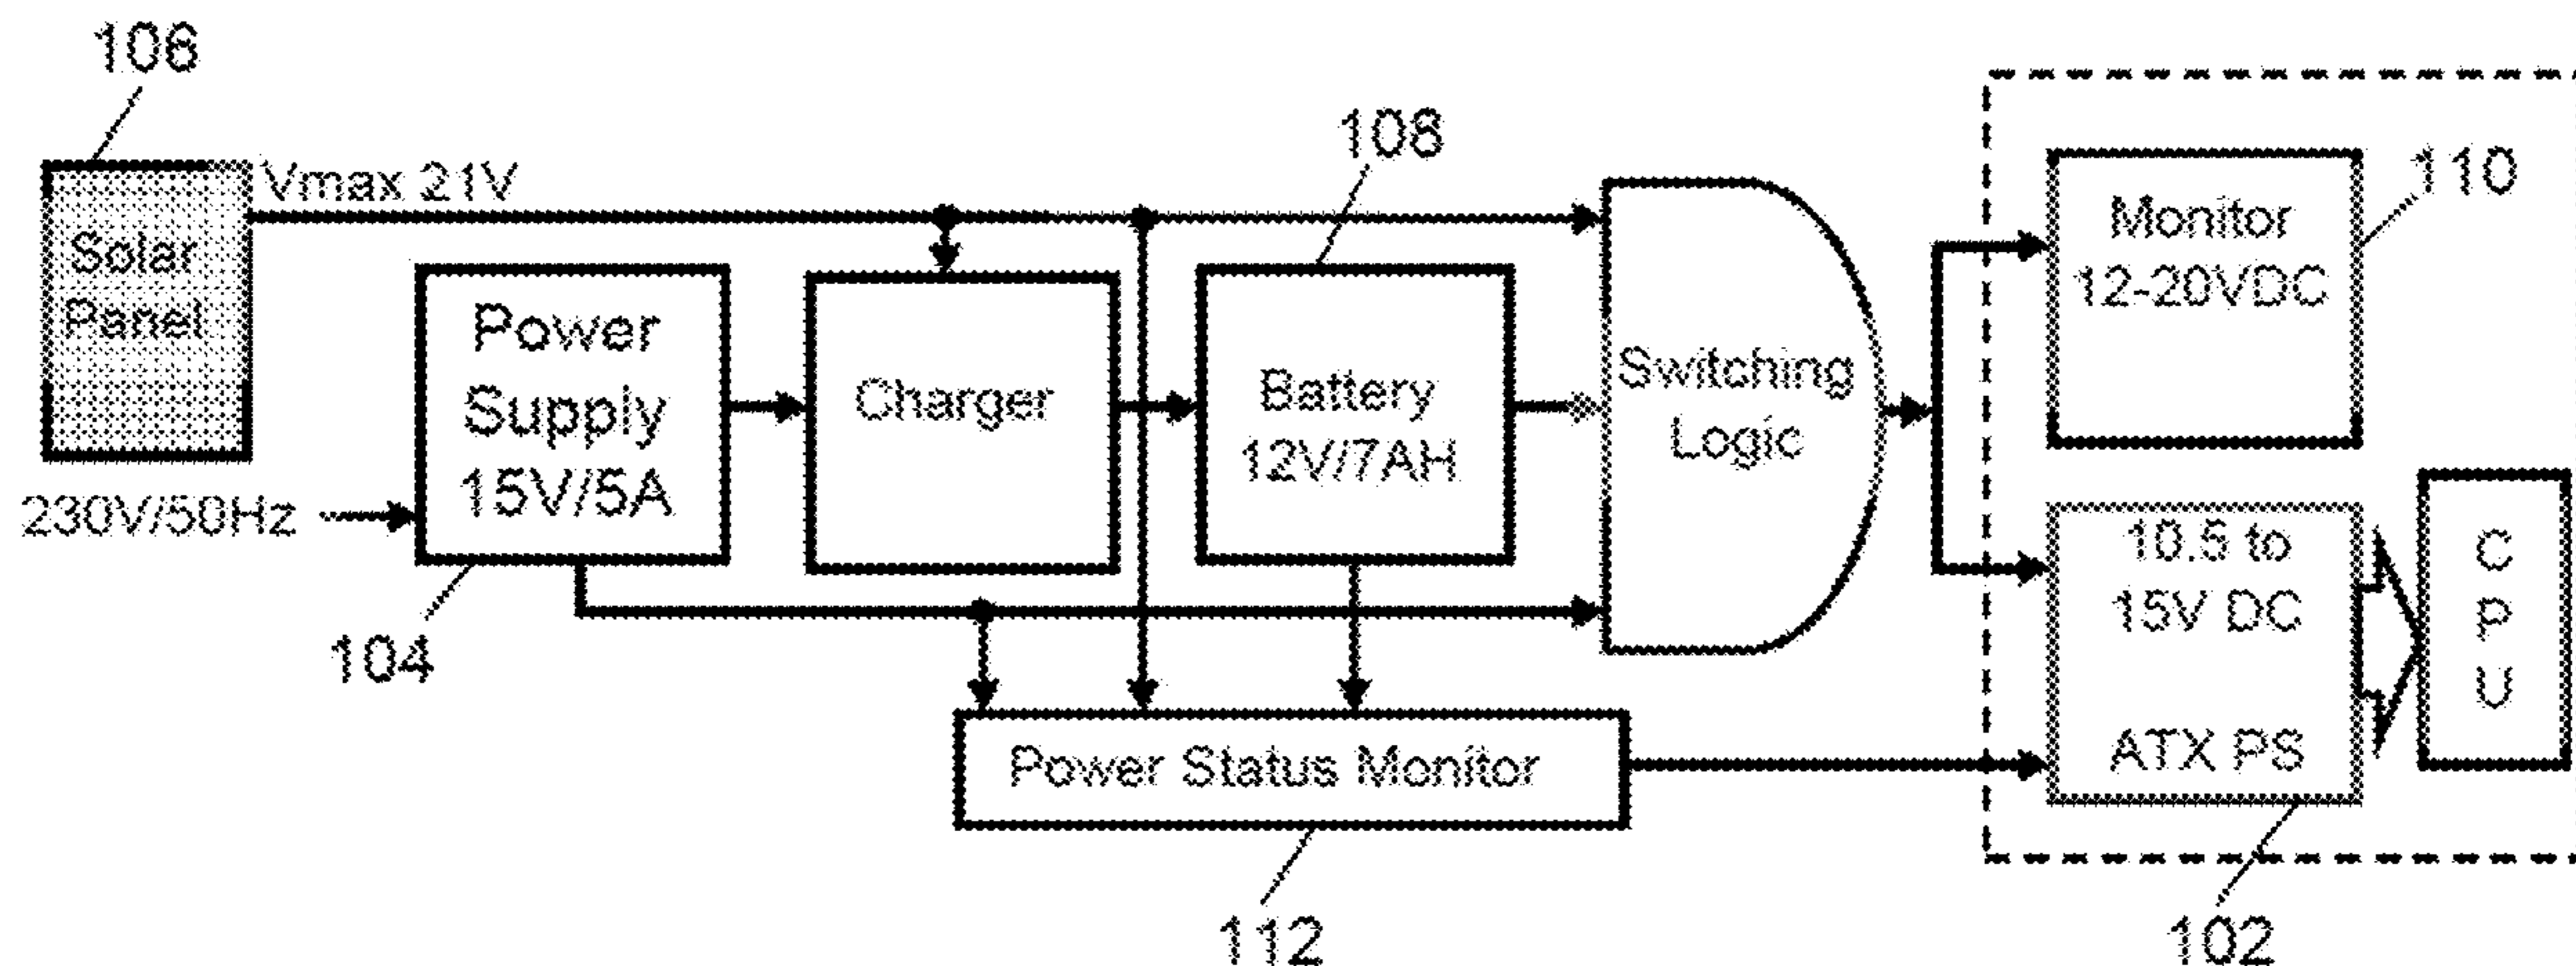 106
108
110
Vmax 21V
Solar
Panel
Power
Supply
15V/5A
Charger
Battery
12V/7AH
Switching
Logic
Monitor
12-20VDC
230V/50Hz
10.5 to
15V DC
ATX PS
C
P
U
104
Power Status Monitor
112
102